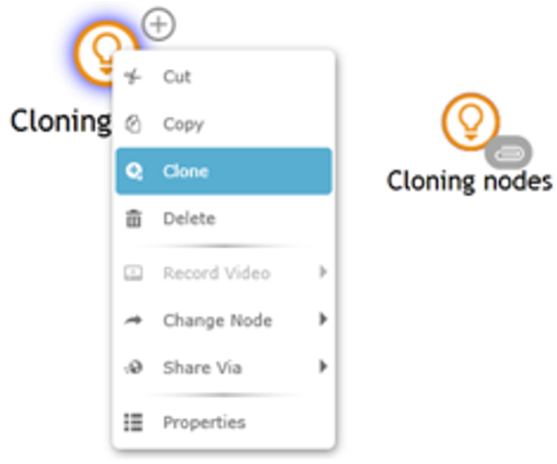 Cut
Cloning
Copy
Clone
Cloning nodes
Delete
Record Video
Change Node
Share Via
Properties